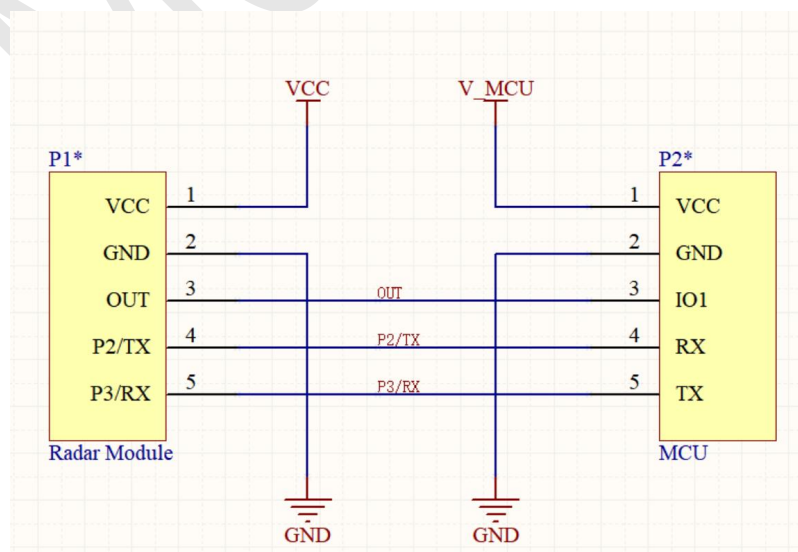 VCC
V_MCU
P1*
P2*
VCC 1
1 VCC
GND 2
2 GND
OUT 3
OUT
3 IO1
P2/TX 4
P2/TX
4 RX
P3/RX 5
P3/RX
5 TX
Radar Module
MCU
GND
GND